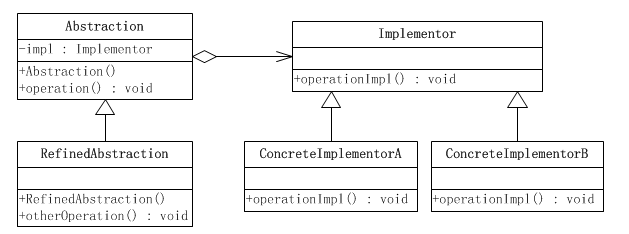 Abstraction
-impl : Implementor
+Abstraction()
+operation() : void
Implementor
+operationImpl() : void
RefinedAbstraction
+RefinedAbstraction()
+otherOperation() : void
ConcreteImplementorA
+operationImpl() : void
ConcreteImplementorB
+operationImpl() : void